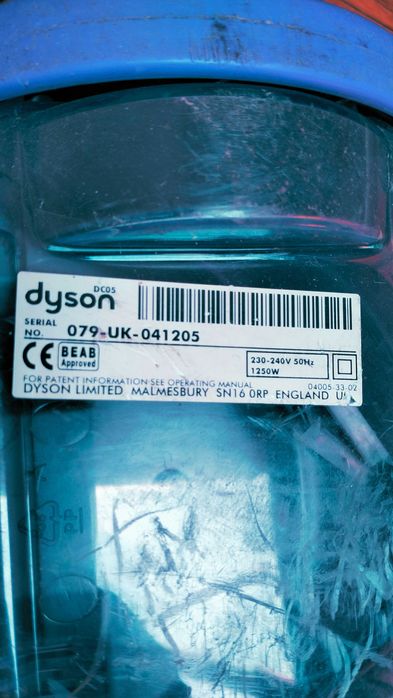 dyson DC05
SERIAL NO. 079-UK-041205
CE BEAB Approved
230-240V 50Hz
1250W
FOR PATENT INFORMATION SEE OPERATING MANUAL
04005-33-02
DYSON LIMITED MALMESBURY SN16 0RP ENGLAND